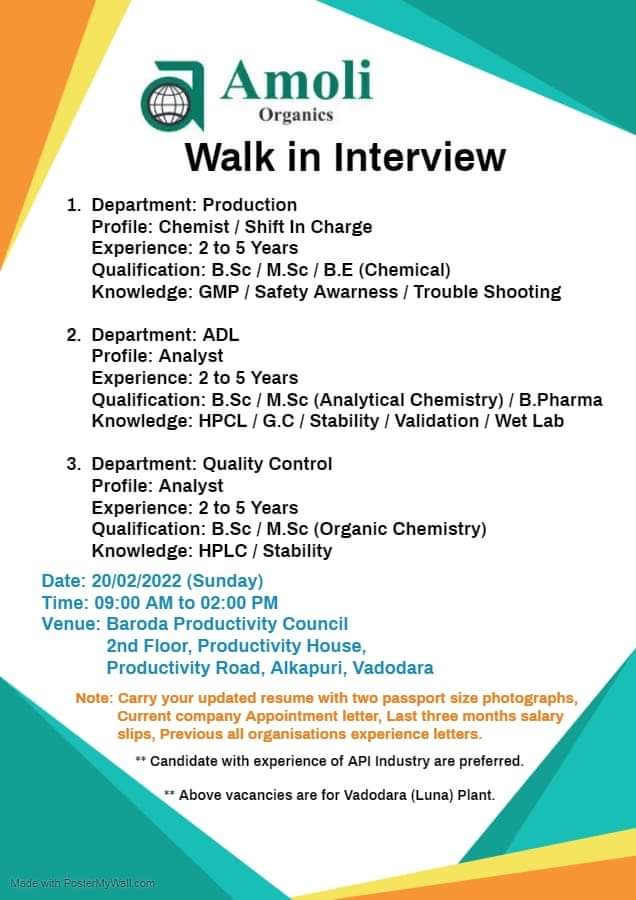 Amoli
Organics
Walk in Interview
1. Department: Production
Profile: Chemist / Shift In Charge
Experience: 2 to 5 Years
Qualification: B.Sc / M.Sc / B.E (Chemical)
Knowledge: GMP / Safety Awarness / Trouble Shooting
2. Department: ADL
Profile: Analyst
Experience: 2 to 5 Years
Qualification: B.Sc / M.Sc (Analytical Chemistry) / B.Pharma
Knowledge: HPCL / G.C / Stability / Validation / Wet Lab
3. Department: Quality Control
Profile: Analyst
Experience: 2 to 5 Years
Qualification: B.Sc / M.Sc (Organic Chemistry)
Knowledge: HPLC / Stability
Date: 20/02/2022 (Sunday)
Time: 09:00 AM to 02:00 PM
Venue: Baroda Productivity Council
2nd Floor, Productivity House,
Productivity Road, Alkapuri, Vadodara
Note: Carry your updated resume with two passport size photographs,
Current company Appointment letter, Last three months salary
slips, Previous all organisations experience letters.
** Candidate with experience of API Industry are preferred.
** Above vacancies are for Vadodara (Luna) Plant.
Made with PosterMyWall.com